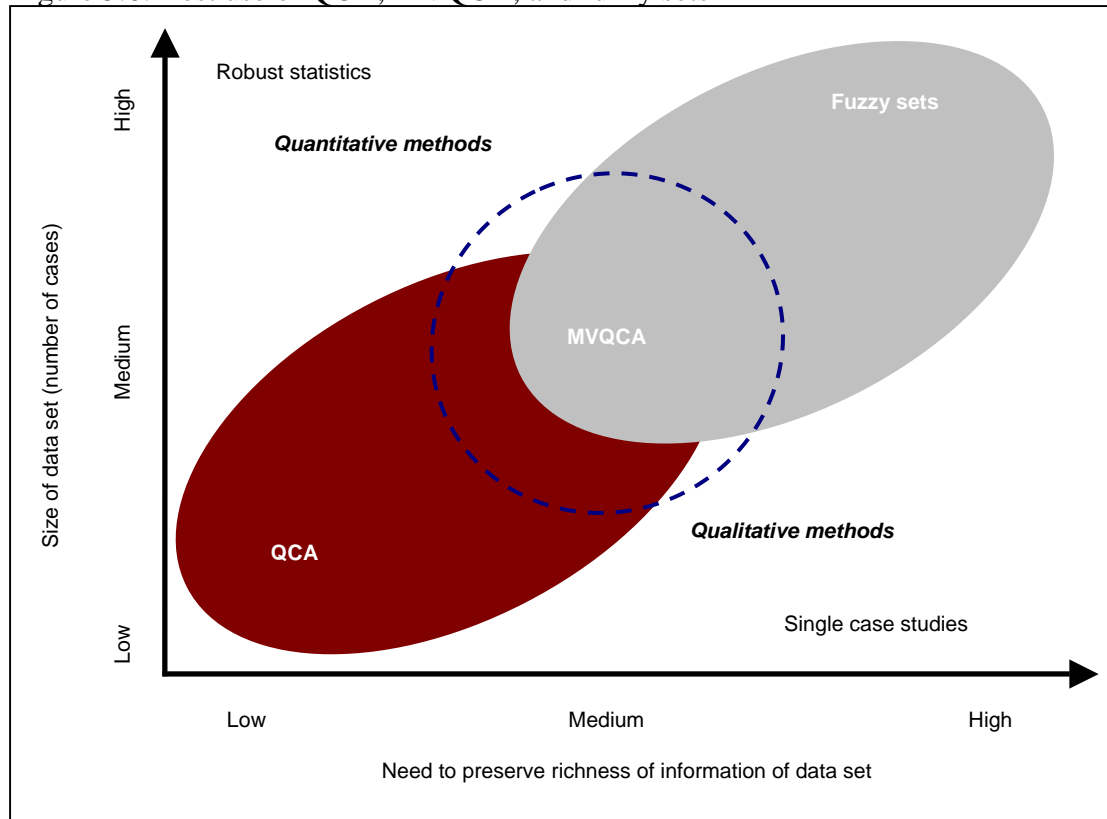 Robust statistics
Fuzzy sets
Quantitative methods
High
Medium
Low
Size of data set (number of cases)
MVQCA
QCA
Qualitative methods
Single case studies
Low
Medium
High
Need to preserve richness of information of data set